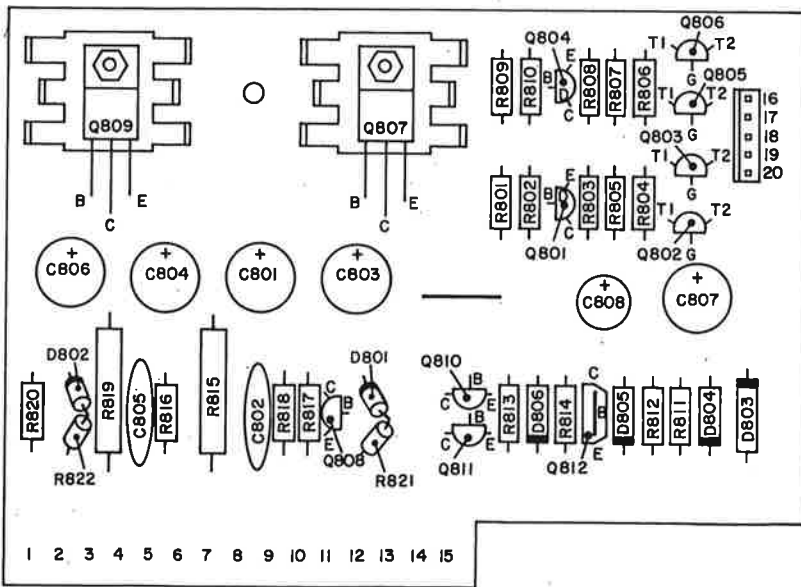 Q806
Q804
T1 T2
E
G
Q805
R809 R810 B C R808 R807 R806
T1 T2
G
16
17
18
19
20
Q809
Q807
Q803
T1 T2
G
B C E
B C E
R801 R802 B E C R803 R805 R804
T1 T2
Q801
Q802 G
+ C806
+ C804
+ C801
+ C803
+ C808
+ C807
D802
D801
Q810
R820 R819 C805 R816 R815 C802 R818 R817
C B E
Q808
B C E
R813 D806 R814
C B E
D805 R812 R811 D804 D803
B C E
R822
R821
Q811
Q812
1 2 3 4 5 6 7 8 9 10 11 12 13 14 15